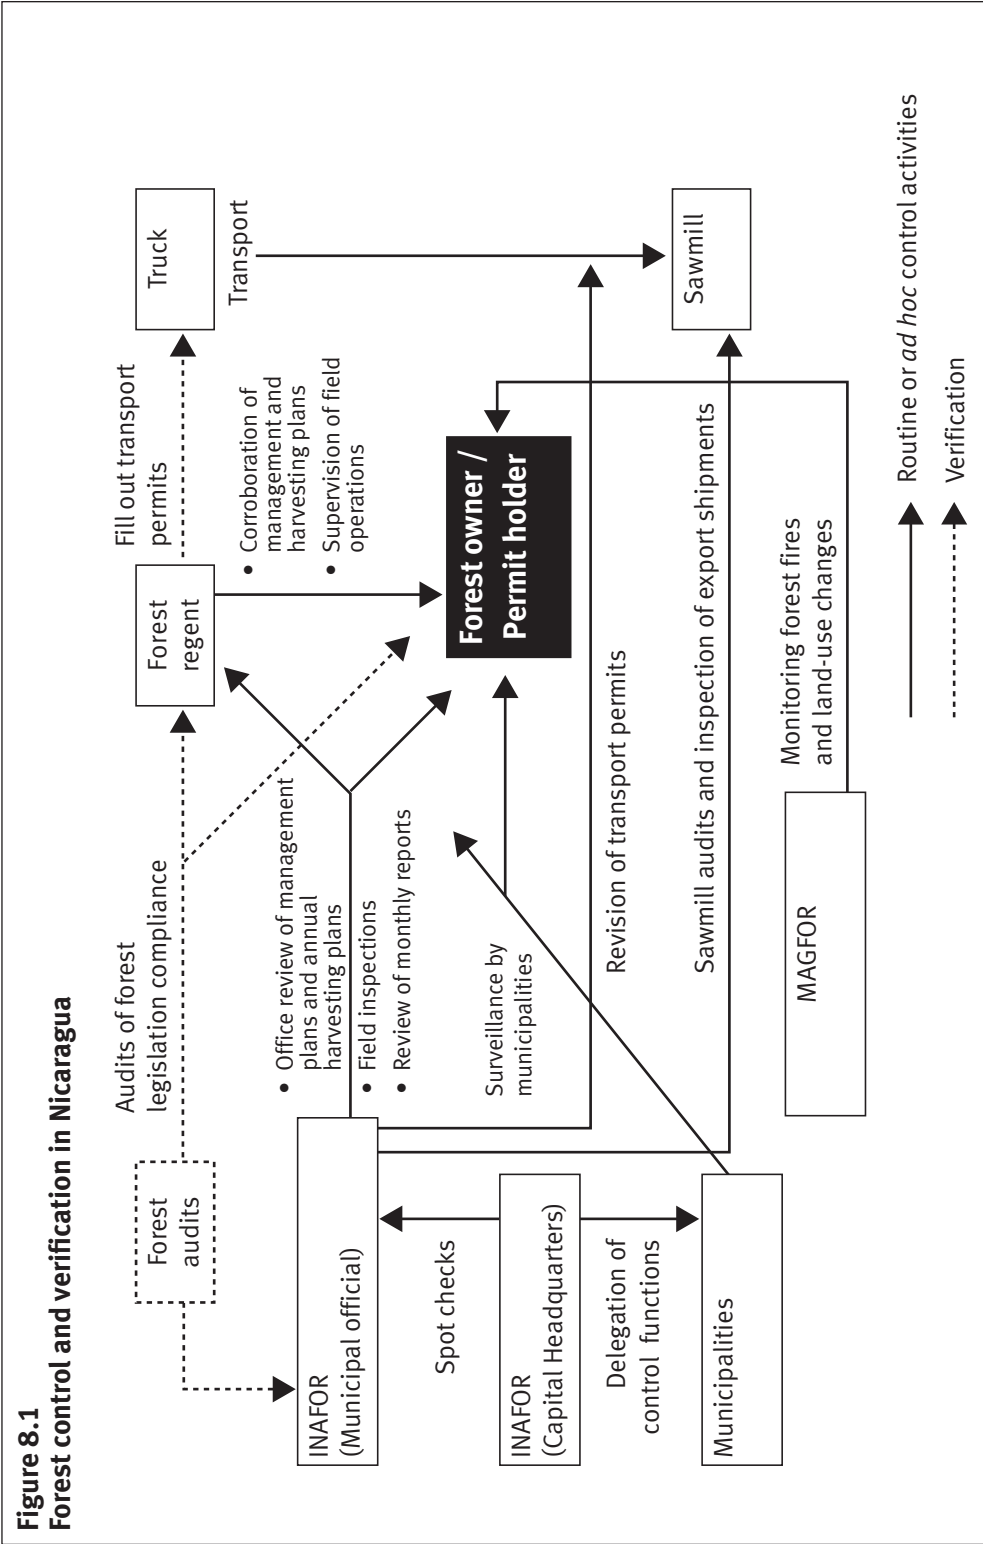 Figure 8.1
Forest control and verification in Nicaragua
Forest
audits
Audits of forest
legislation compliance
Forest
regent
Fill out transport
permits
Truck
Transport
• Corroboration of
management and
harvesting plans
• Supervision of field
operations
INAFOR
(Municipal official)
• Office review of management
plans and annual
harvesting plans
• Field inspections
• Review of monthly reports
Forest owner /
Permit holder
Spot checks
Surveillance by
municipalities
INAFOR
(Capital Headquarters)
Delegation of
control functions
Revision of transport permits
Sawmill
Municipalities
Sawmill audits and inspection of export shipments
MAGFOR
Monitoring forest fires
and land-use changes
Routine or ad hoc control activities
Verification